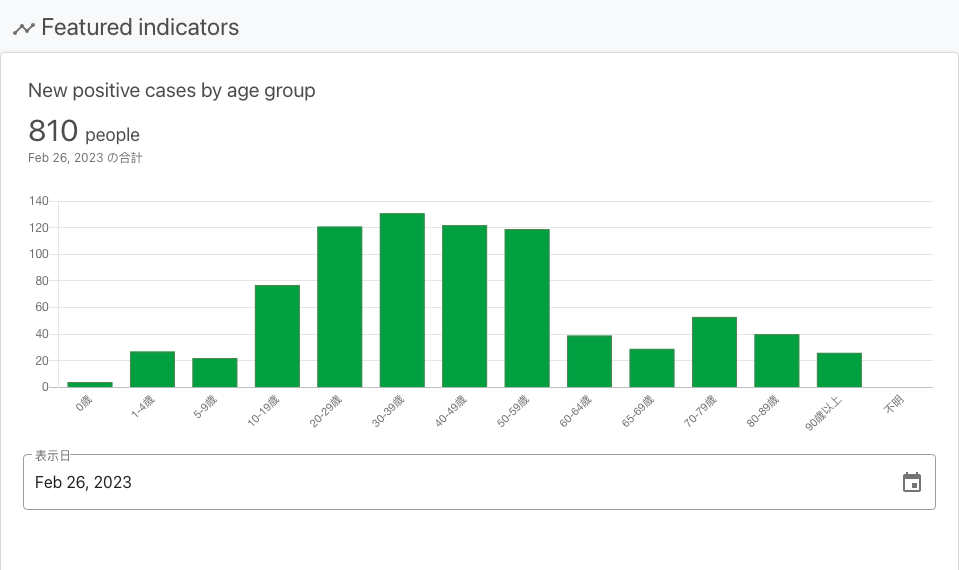 Featured indicators
New positive cases by age group
810 people
Feb 26, 2023 の合計
140
120
100
80
60
40
20
0
0歳
1-4歳
5-9歳
10-19歳
20-29歳
30-39歳
40-49歳
50-59歳
60-64歳
65-69歳
70-79歳
80-89歳
90歳以上
不明
表示日
Feb 26, 2023